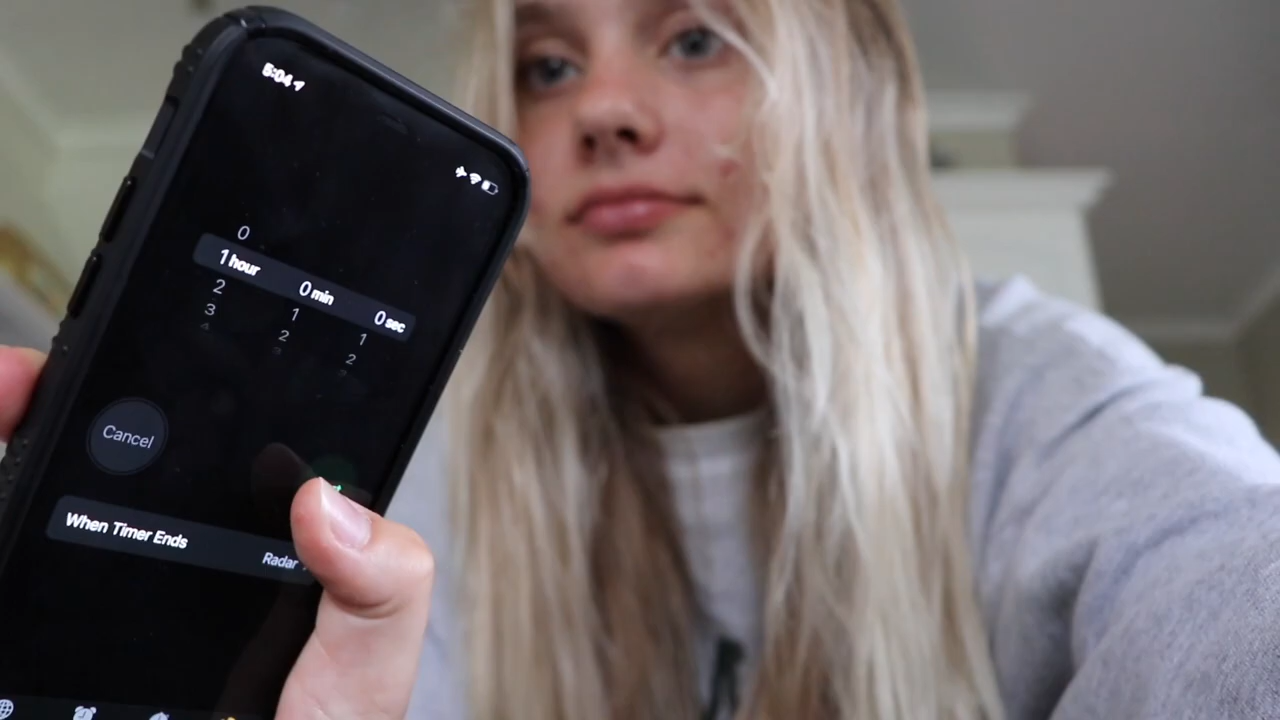 5:04
0
1 hour 0 min 0 sec
2 1 1
3 2 2
Cancel
When Timer Ends Radar